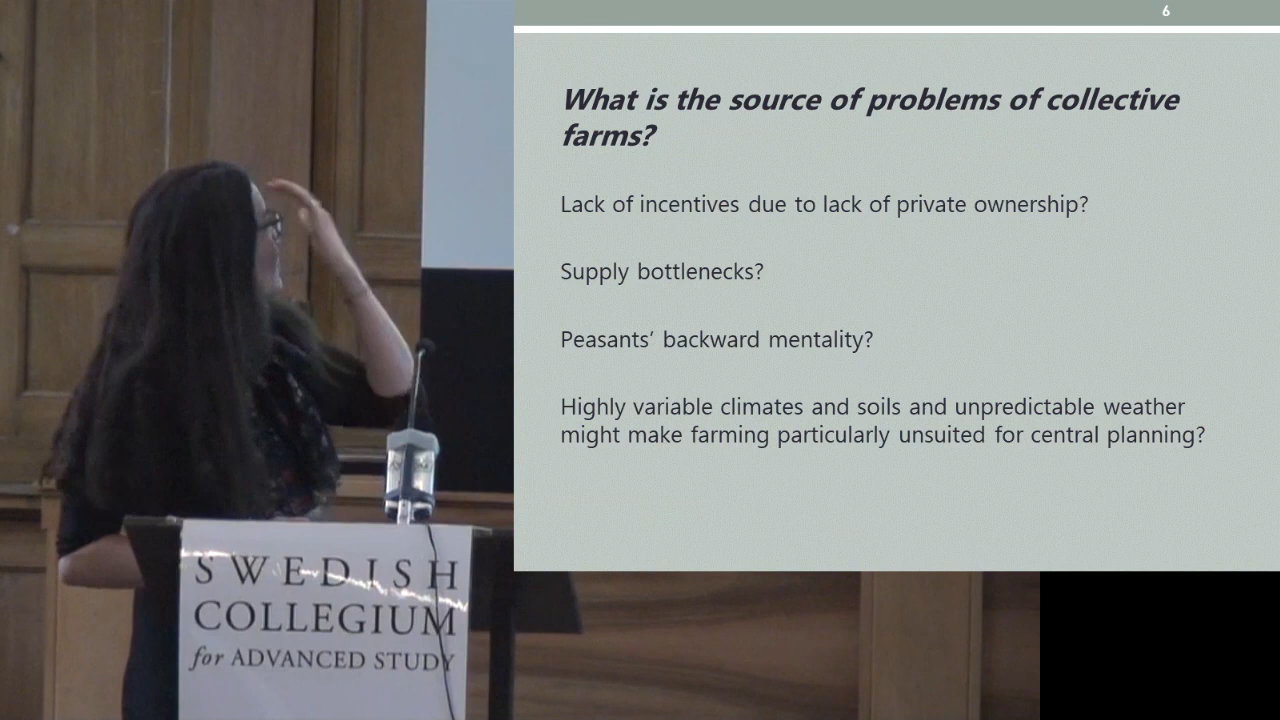 6
What is the source of problems of collective
farms?
Lack of incentives due to lack of private ownership?
Supply bottlenecks?
Peasants’ backward mentality?
Highly variable climates and soils and unpredictable weather
might make farming particularly unsuited for central planning?
SWEDISH
COLLEGIUM
for ADVANCED STUDY